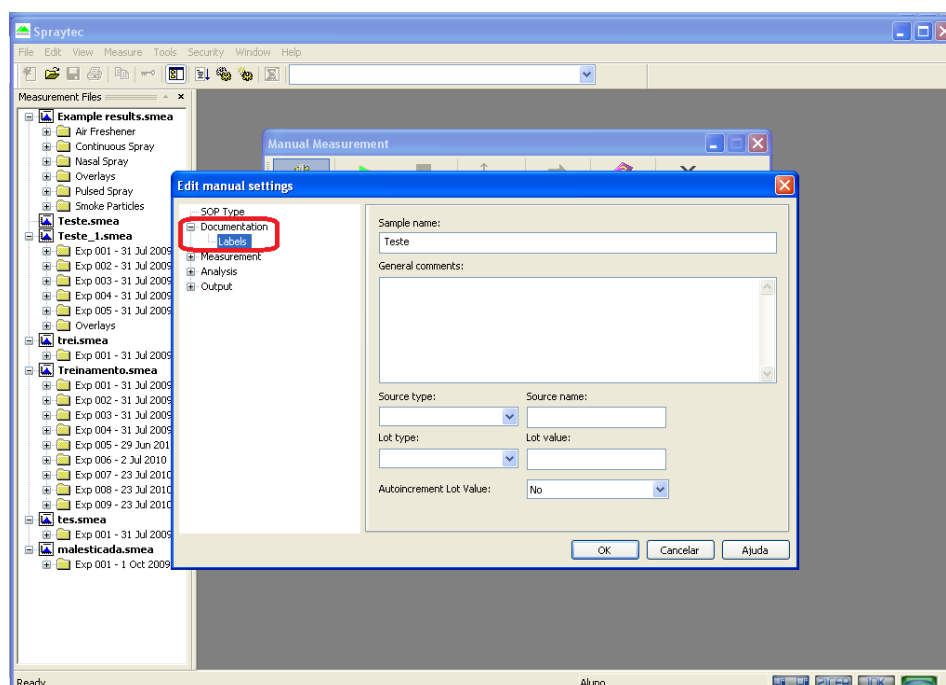 Spraytec
File Edit View Measure Tools Security Window Help
Measurement Files
Example results.smea
Air Freshener
Continuous Spray
Nasal Spray
Overlays
Pulsed Spray
Smoke Particles
Teste.smea
Teste_1.smea
Exp 001 - 31 Jul 2009
Exp 002 - 31 Jul 2009
Exp 003 - 31 Jul 2009
Exp 004 - 31 Jul 2009
Exp 005 - 31 Jul 2009
Overlays
trei.smea
Exp 001 - 31 Jul 2009
Treinamento.smea
Exp 001 - 31 Jul 2009
Exp 002 - 31 Jul 2009
Exp 003 - 31 Jul 2009
Exp 004 - 31 Jul 2009
Exp 005 - 29 Jun 201
Exp 006 - 2 Jul 2010
Exp 007 - 23 Jul 2010
Exp 008 - 23 Jul 2010
Exp 009 - 23 Jul 2010
tes.smea
Exp 001 - 31 Jul 2009
malesticada.smea
Exp 001 - 1 Oct 2009
Manual Measurement
Edit manual settings
SOP Type
Documentation
Labels
Measurement
Analysis
Output
Sample name:
Teste
General comments:
Source type: Source name:
Lot type: Lot value:
Autoincrement Lot Value: No
OK Cancelar Ajuda
Ready Aluno